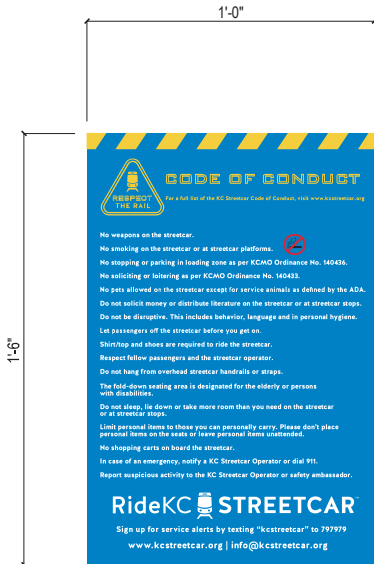 1'-0"
1'-6"
RESPECT
THE RAIL
CODE OF CONDUCT
For a full list of the KC Streetcar Code of Conduct, visit www.kcstreetcar.org
No weapons on the streetcar.
No smoking on the streetcar or at streetcar platforms.
No stopping or parking in loading zone as per KCMO Ordinance No. 140436.
No soliciting or loitering as per KCMO Ordinance No. 140433.
No pets allowed on the streetcar except for service animals as defined by the ADA.
Do not solicit money or distribute literature on the streetcar or at streetcar stops.
Do not be disruptive. This includes behavior, language and in personal hygiene.
Let passengers off the streetcar before you get on.
Shirt/top and shoes are required to ride the streetcar.
Respect fellow passengers and the streetcar operator.
Do not hang from overhead streetcar handrails or straps.
The fold-down seating area is designated for the elderly or persons
with disabilities.
Do not sleep, lie down or take more room than you need on the streetcar
or at streetcar stops.
Limit personal items to those you can personally carry. Please don't place
personal items on the seats or leave personal items unattended.
No shopping carts on board the streetcar.
In case of an emergency, notify a KC Streetcar Operator or dial 911.
Report suspicious activity to the KC Streetcar Operator or safety ambassador.
RideKC STREETCAR™
Sign up for service alerts by texting "kcstreetcar" to 797979
www.kcstreetcar.org | info@kcstreetcar.org